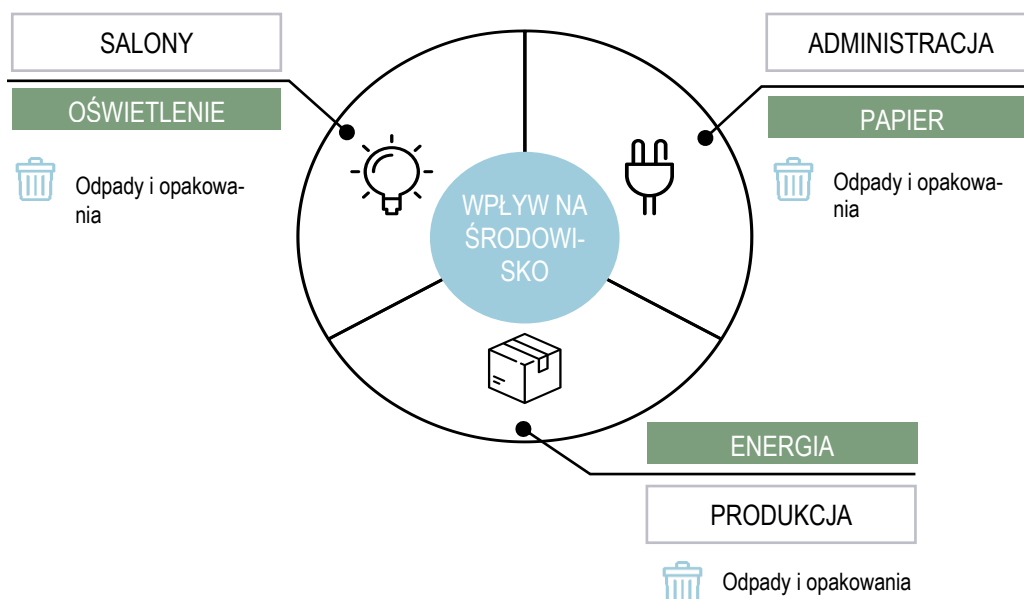 SALONY
OŚWIETLENIE
Odpady i opakowa-
nia
WPŁYW NA
ŚRODOWI-
SKO
ADMINISTRACJA
PAPIER
Odpady i opakowa-
nia
ENERGIA
PRODUKCJA
Odpady i opakowania